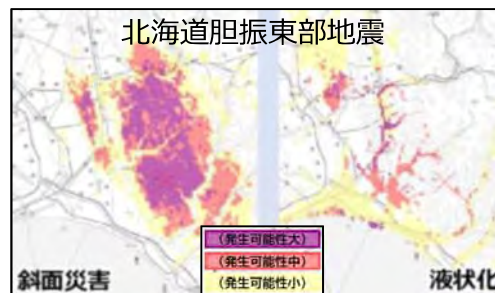 北海道胆振東部地震
(発生可能性大)
(発生可能性中)
(発生可能性小)
斜面災害
液状化